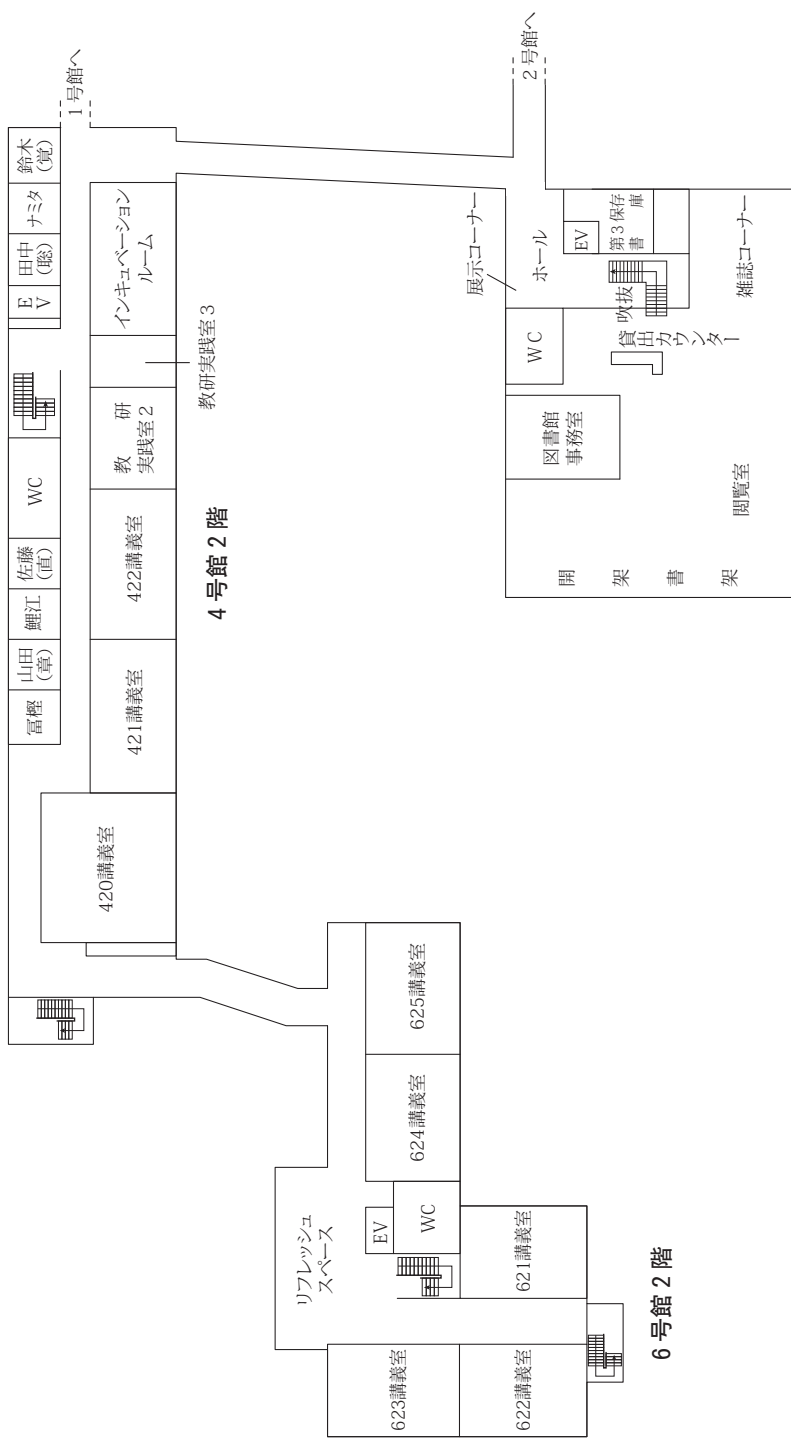 1号館へ
鈴木
(覚)
ナミタ
田中
(聡)
EV
WC
佐藤
(直)
鯉江
山田
(章)
冨樫
インキュベーション
ルーム
教研実践室3
教研
実践室2
422講義室
421講義室
420講義室
4号館2階
2号館へ
展示コーナー
ホール
EV
第3保存
書庫
吹抜
WC
貸出カウンター
雑誌コーナー
図書館
事務室
閲覧室
開架書架
625講義室
624講義室
リフレッシュ
スペース
EV
WC
621講義室
623講義室
622講義室
6号館2階